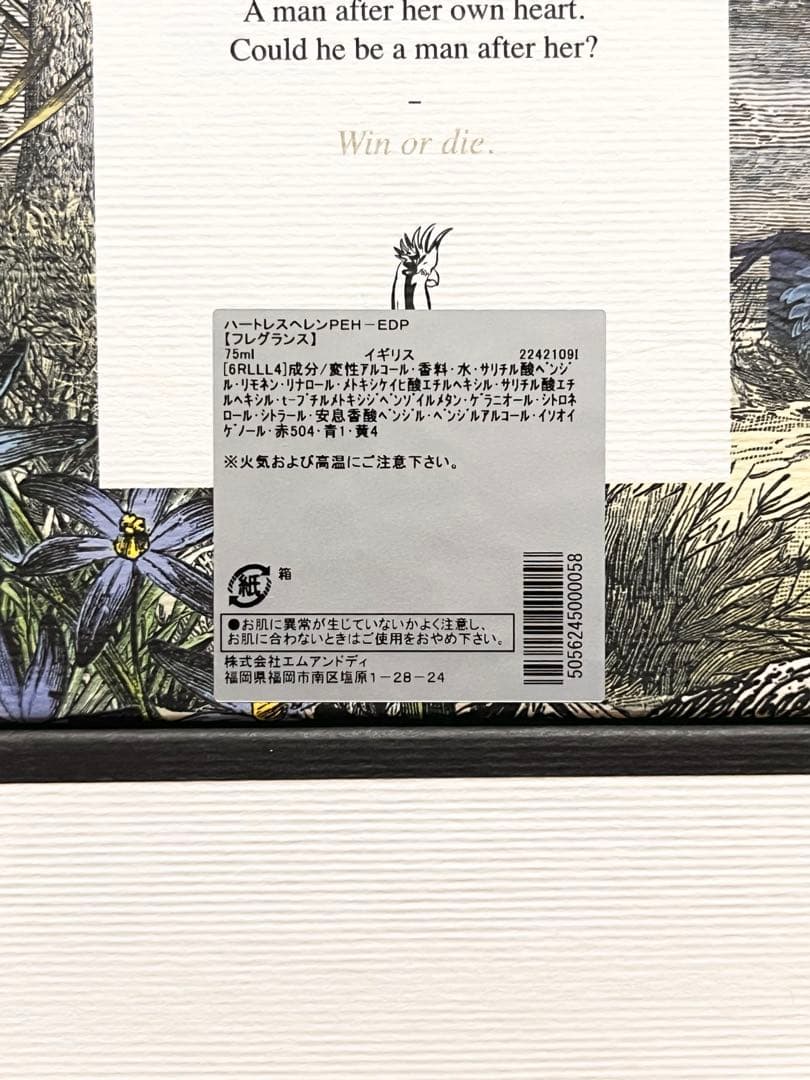 A man after her own heart.
Could he be a man after her?
–
Win or die.
ハートレスヘレンPEH－EDP
【フレグランス】
75ml イギリス 2242109I
[6RLLL4]成分/変性アルコール・香料・水・サリチル酸ベンジ
ル・リモネン・リナロール・メトキシケイヒ酸エチルヘキシル・サリチル酸エチ
ルヘキシル・t-ブチルメトキシジベンゾイルメタン・ゲラニオール・シトロネ
ロール・シトラール・安息香酸ベンジル・ベンジルアルコール・イソオイ
ゲノール・赤504・青1・黄4
※火気および高温にご注意下さい。
紙 箱
●お肌に異常が生じていないかよく注意し、
お肌に合わないときはご使用をおやめ下さい。
株式会社エムアンドディ
福岡県福岡市南区塩原1－28－24
5056245000058